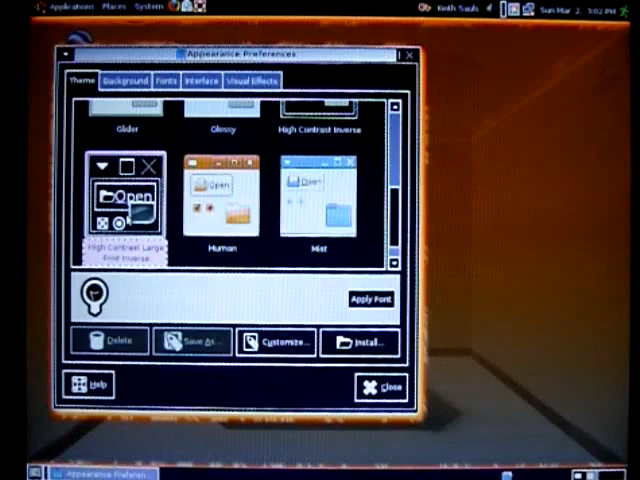 Applications Places System Keith Sauls Sun Mar 2, 3:02 PM
Appearance Preferences
Theme Background Fonts Interface Visual Effects
Glider Glossy High Contrast Inverse
Open Open Open
High Contrast Large
Print Inverse
Human Mist
Apply Font
Delete Save As... Customize... Install...
Help Close
Appearance Preferen...